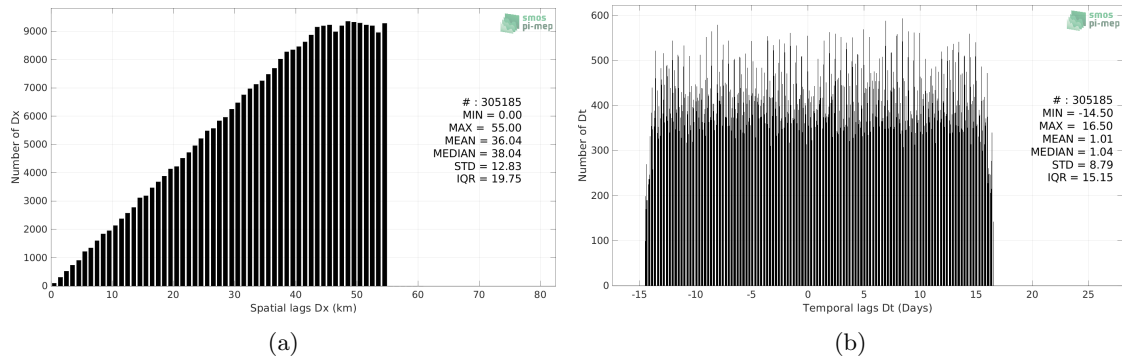 9000
8000
7000
6000
5000
4000
3000
2000
1000
0
Number of Dx
0 10 20 30 40 50 60 70 80
Spatial lags Dx (km)
smos
pi-mep
# : 305185
MIN = 0.00
MAX = 55.00
MEAN = 36.04
MEDIAN = 38.04
STD = 12.83
IQR = 19.75
(a)
600
500
400
300
200
100
0
Number of Dt
-15 -10 -5 0 5 10 15 20 25
Temporal lags Dt (Days)
smos
pi-mep
# : 305185
MIN = -14.50
MAX = 16.50
MEAN = 1.01
MEDIAN = 1.04
STD = 8.79
IQR = 15.15
(b)